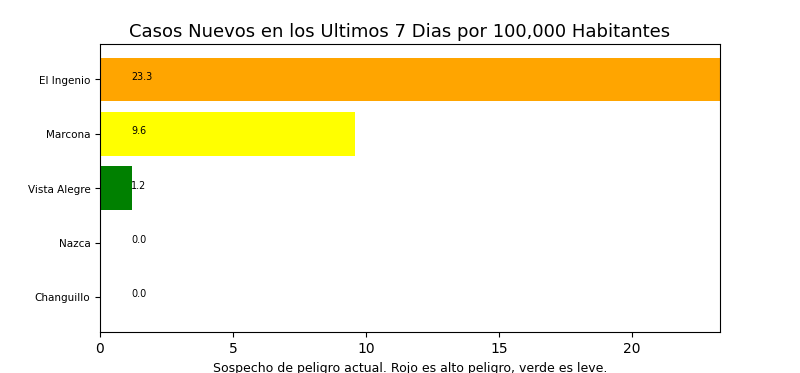 Casos Nuevos en los Ultimos 7 Dias por 100,000 Habitantes
El Ingenio 23.3
Marcona 9.6
Vista Alegre 1.2
Nazca 0.0
Changuillo 0.0
0 5 10 15 20
Sospecho de peligro actual. Rojo es alto peligro, verde es leve.